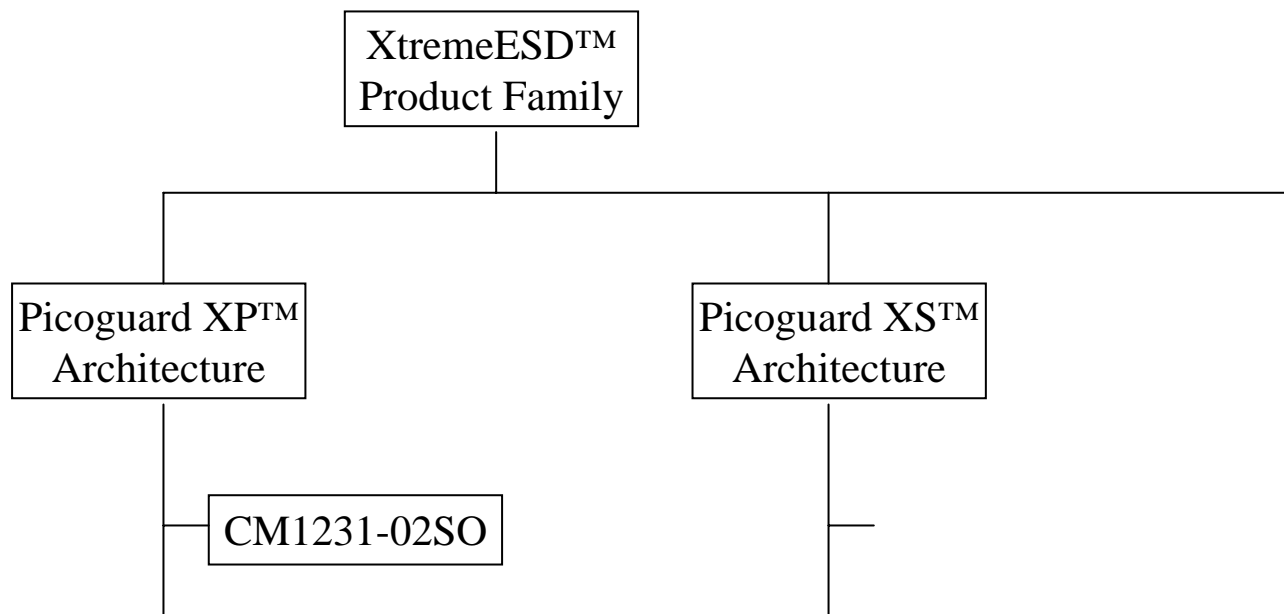 XtremeESD™
Product Family
Picoguard XP™
Architecture
Picoguard XS™
Architecture
CM1231-02SO